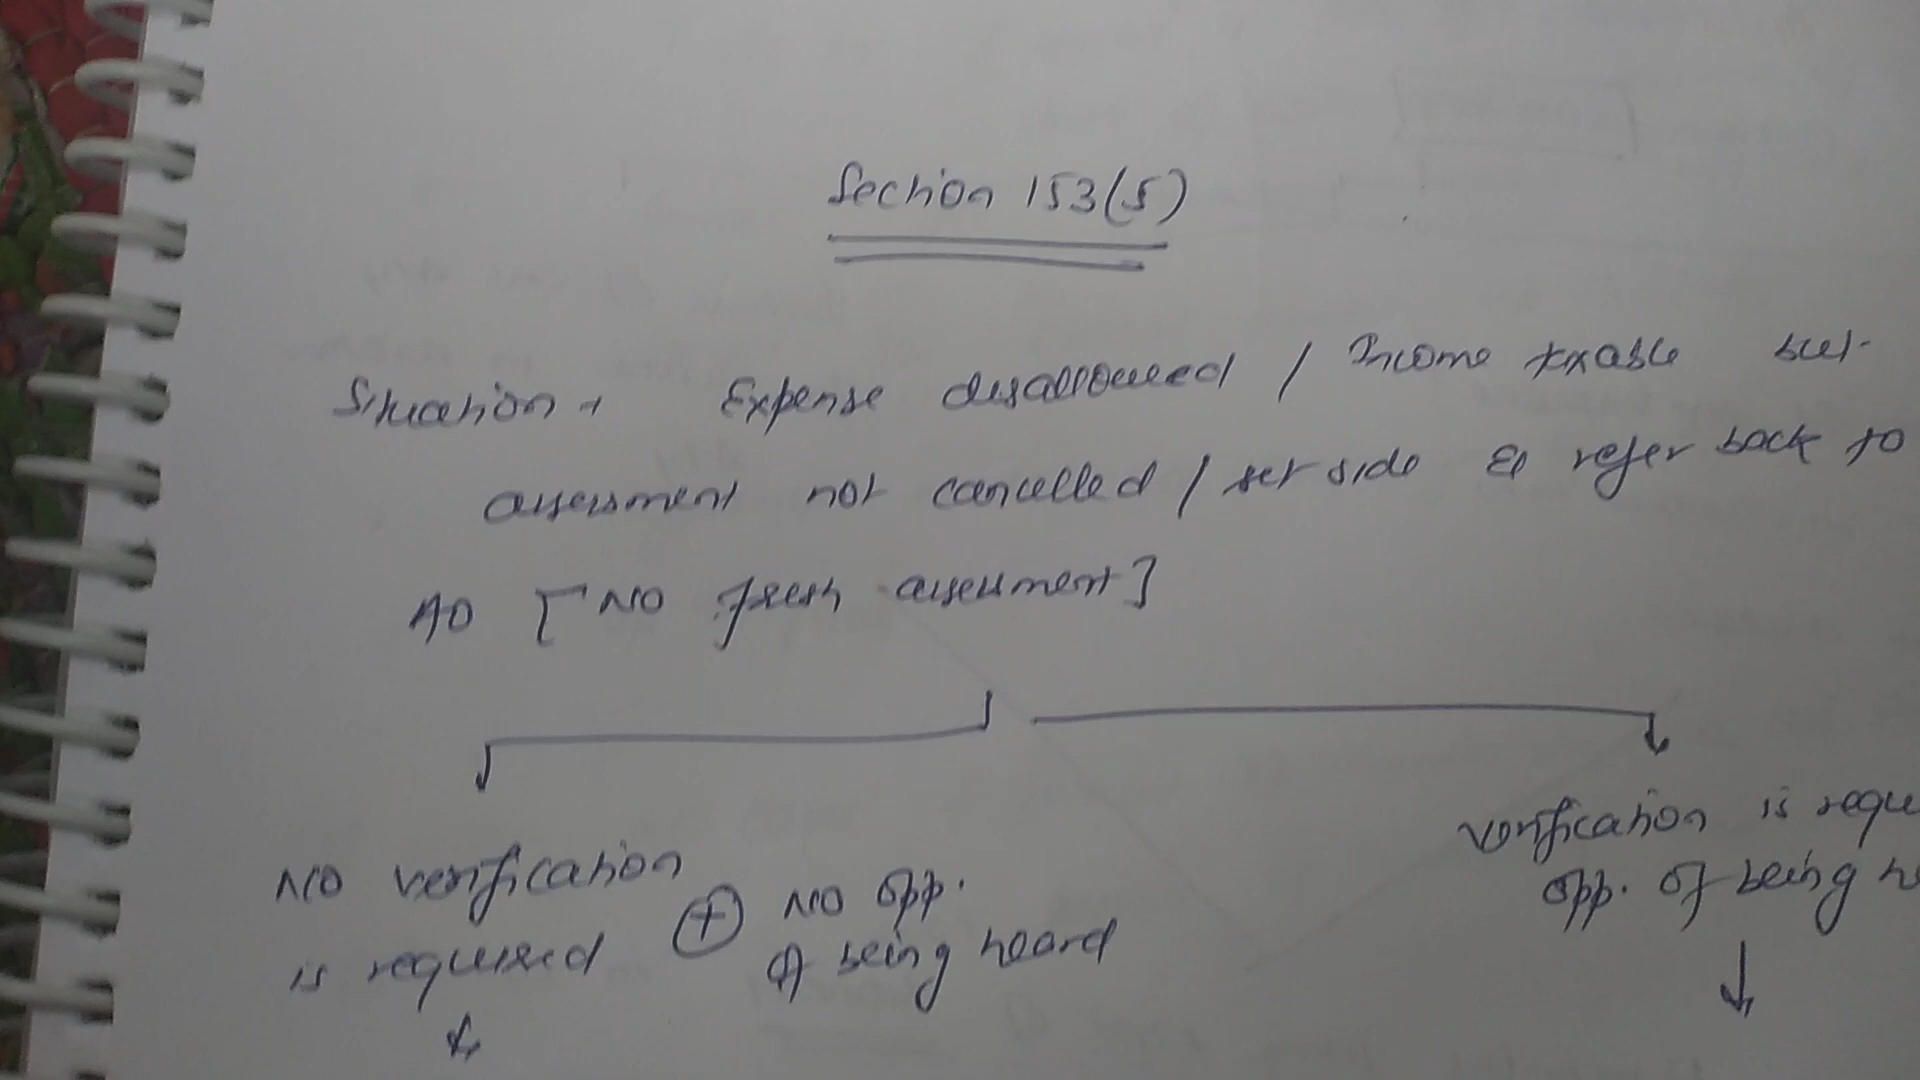 Section 153(5)
Situation → Expense disallowed / Income taxable but
assessment not cancelled / set side & refer back to
AO [NO fresh assessment]
verification is requ
NO verification
opp. of being he
⊕ NO opp.
is required
of being heard